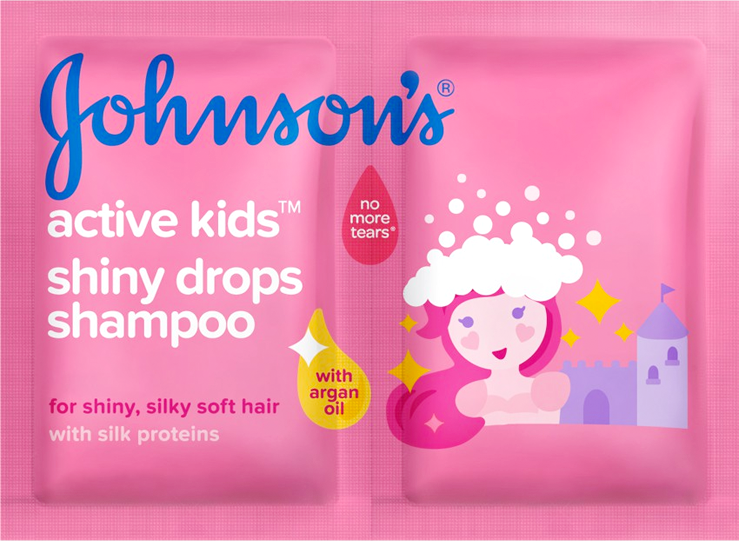 Johnson's®
active kids™
shiny drops
shampoo
no
more
tears®
with
argan
oil
for shiny, silky soft hair
with silk proteins